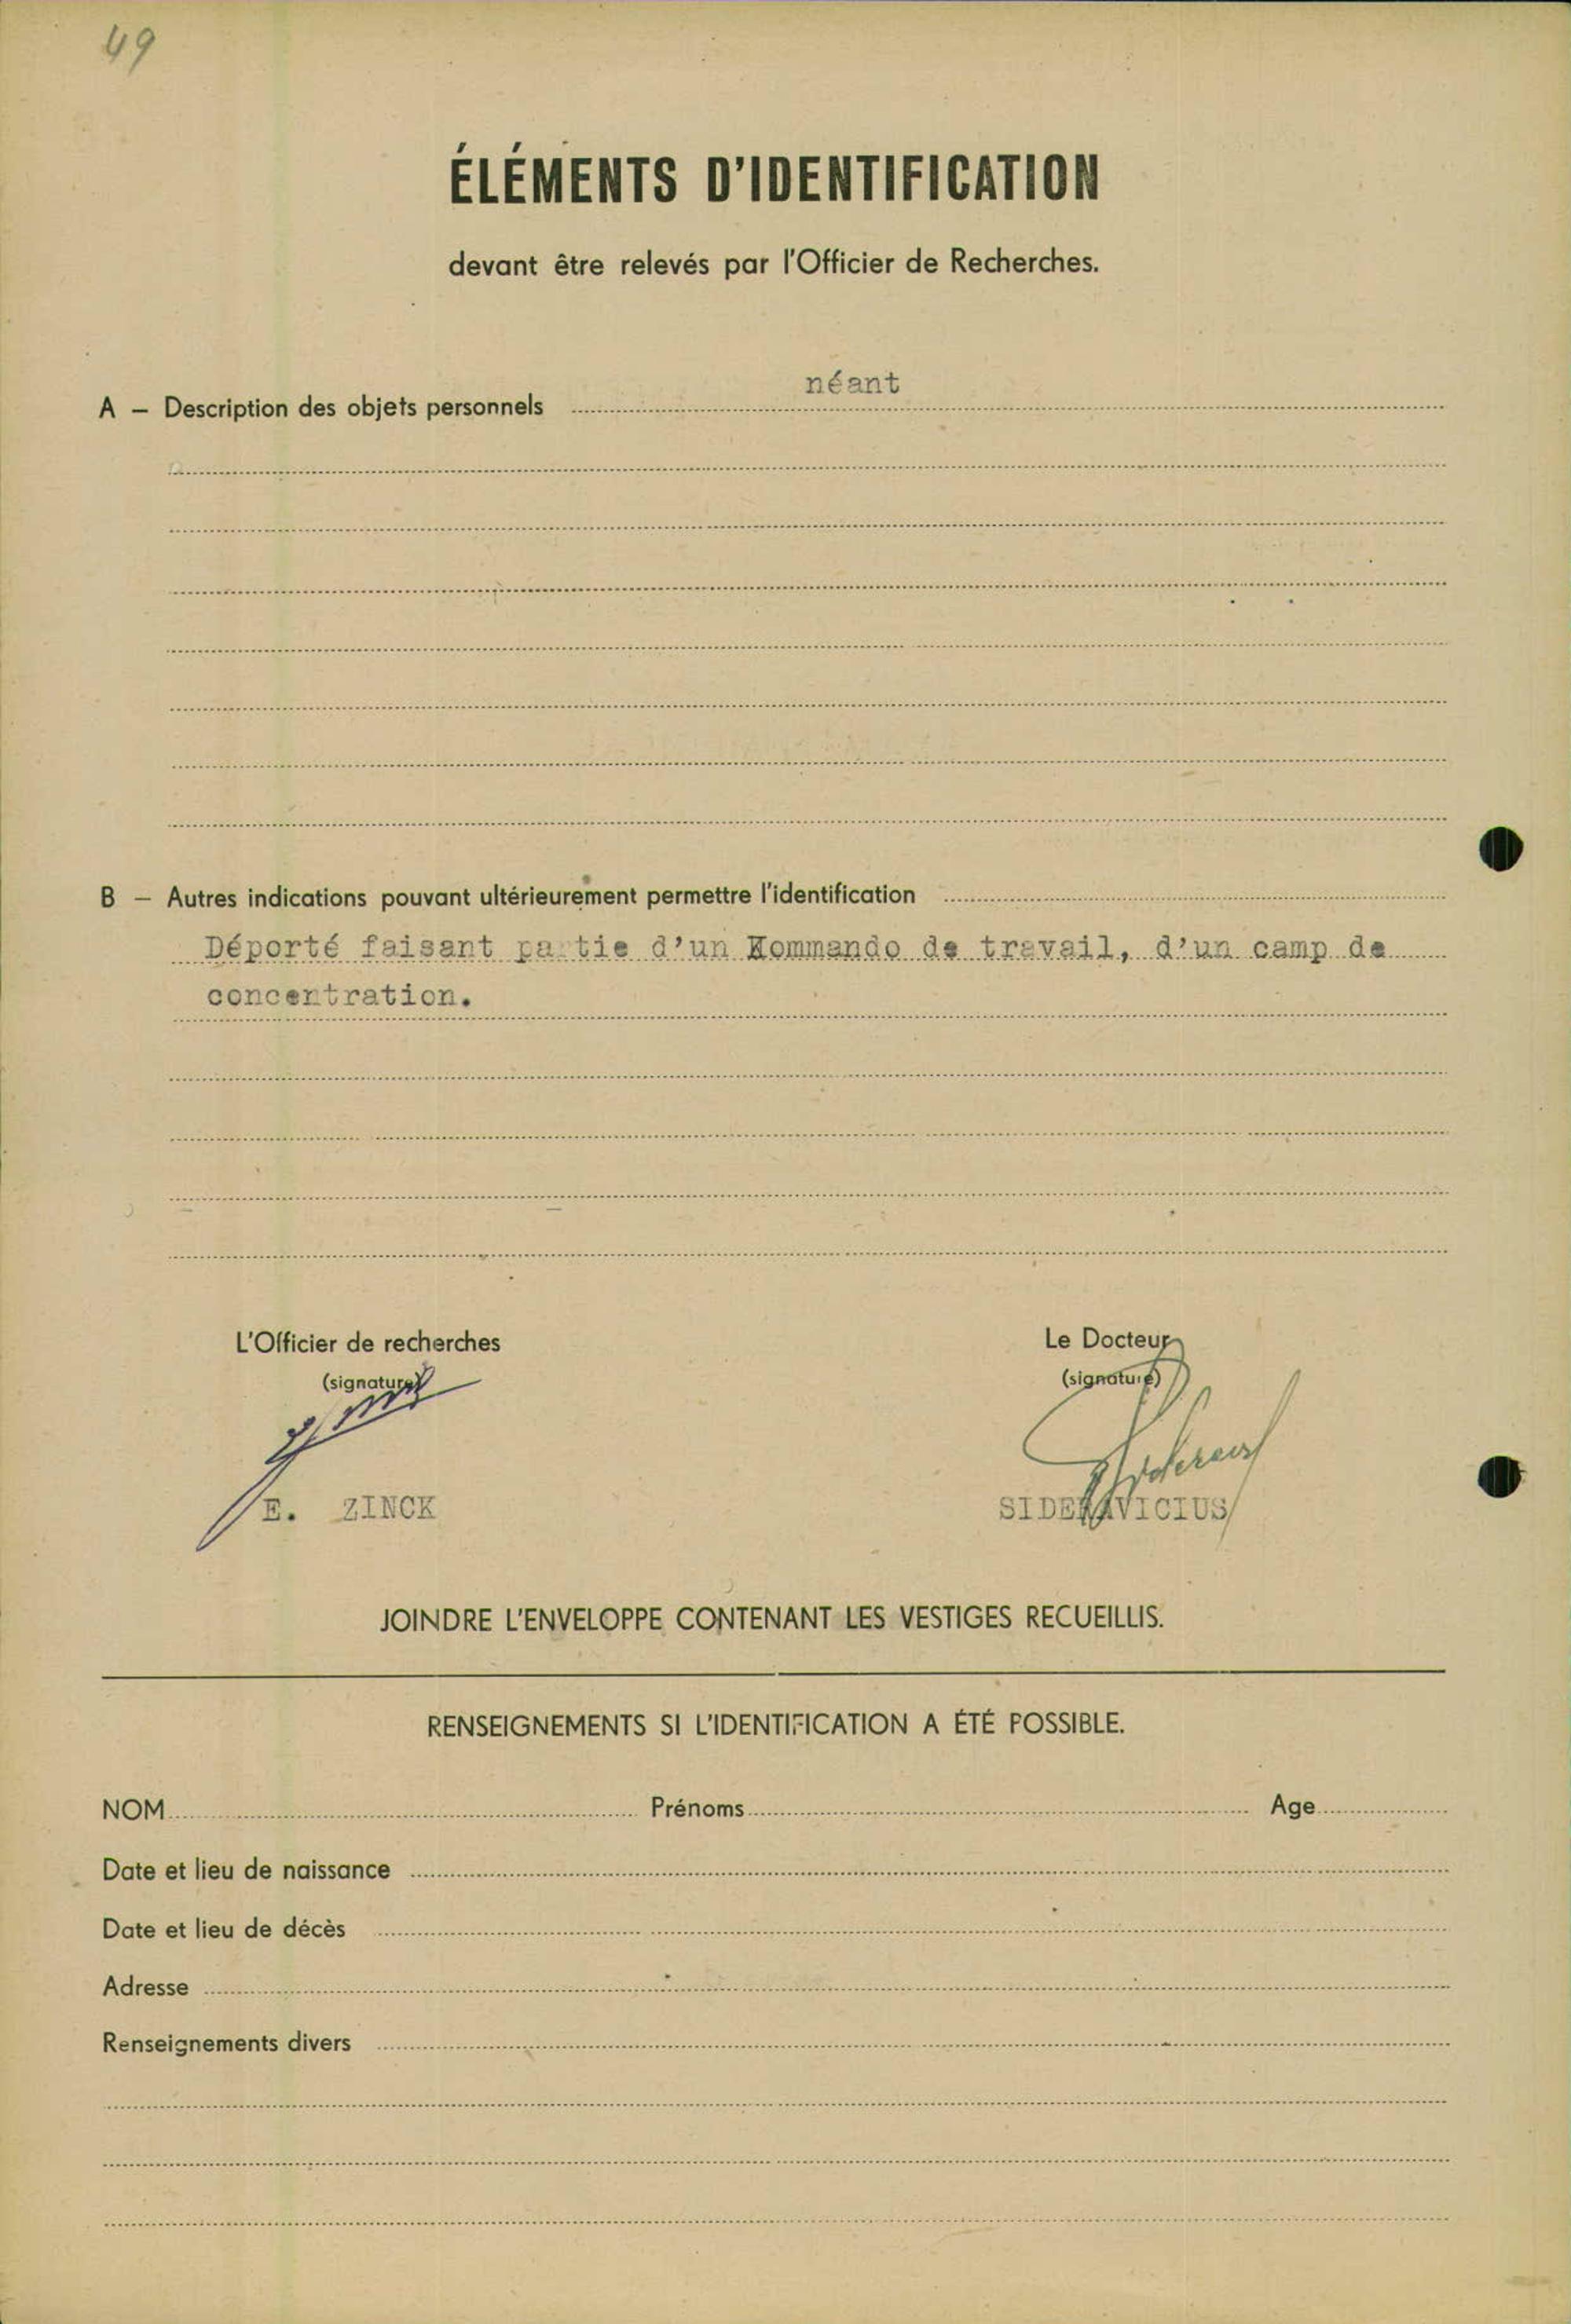 49
ÉLÉMENTS D'IDENTIFICATION
devant être relevés par l'Officier de Recherches.
néant
A — Description des objets personnels
B — Autres indications pouvant ultérieurement permettre l'identification
Déporté faisant partie d'un Kommando de travail, d'un camp de
concentration.
L'Officier de recherches
Le Docteur
(signature)
(signature)
E. ZINCK
SIDERAVICIUS
JOINDRE L'ENVELOPPE CONTENANT LES VESTIGES RECUEILLIS.
RENSEIGNEMENTS SI L'IDENTIFICATION A ÉTÉ POSSIBLE.
NOM Prénoms Age
Date et lieu de naissance
Date et lieu de décès
Adresse
Renseignements divers